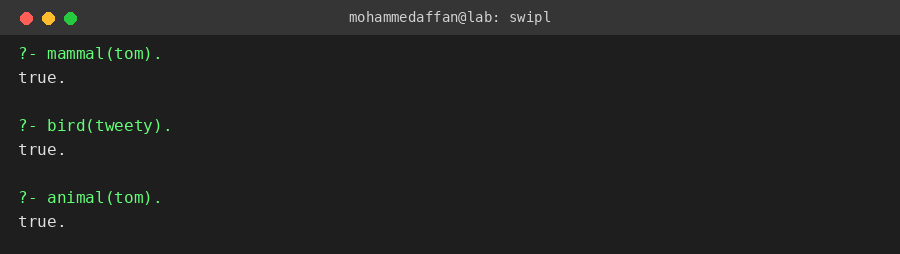 mohammedaffan@lab: swipl
?- mammal(tom).
true.
?- bird(tweety).
true.
?- animal(tom).
true.